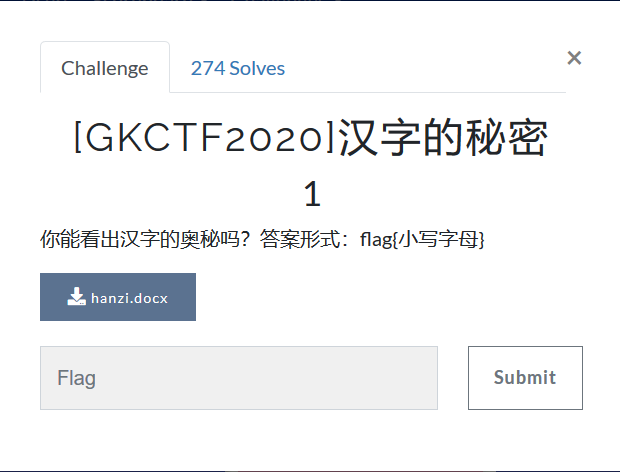 Challenge
274 Solves
×
[GKCTF2020]汉字的秘密
1
你能看出汉字的奥秘吗？答案形式：flag{小写字母}
hanzi.docx
Flag
Submit